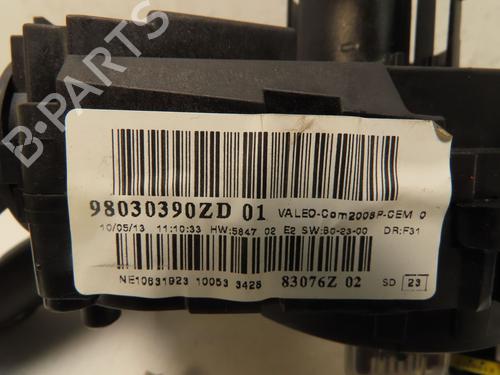 B-PARTS
98030390ZD 01 VALEO-Com2008P-CEM 0
10/05/13 11:10:33 HW:5847 02 E2 SW:B0-23-00 DR:F31
NE10631923 10053 3428 83076Z 02 SD 23